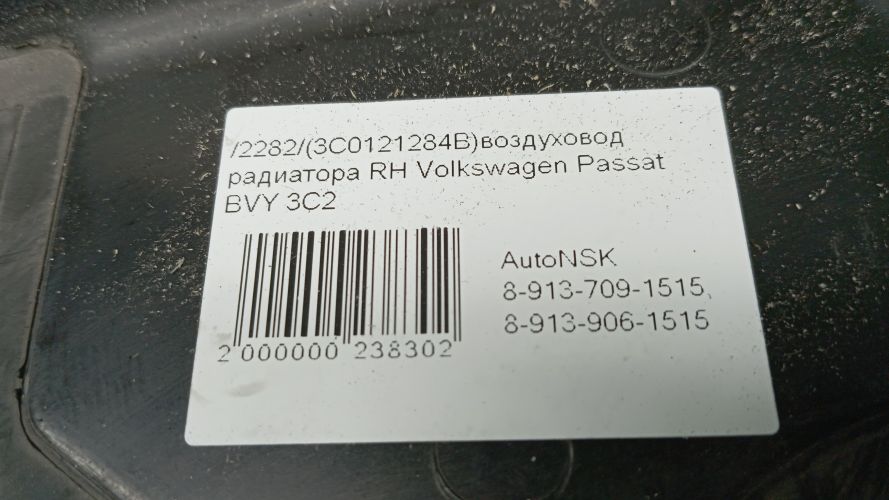 /2282/(3C0121284B)воздуховод
радиатора RH Volkswagen Passat
BVY 3C2
AutoNSK
8-913-709-1515,
8-913-906-1515
2 000000 238302